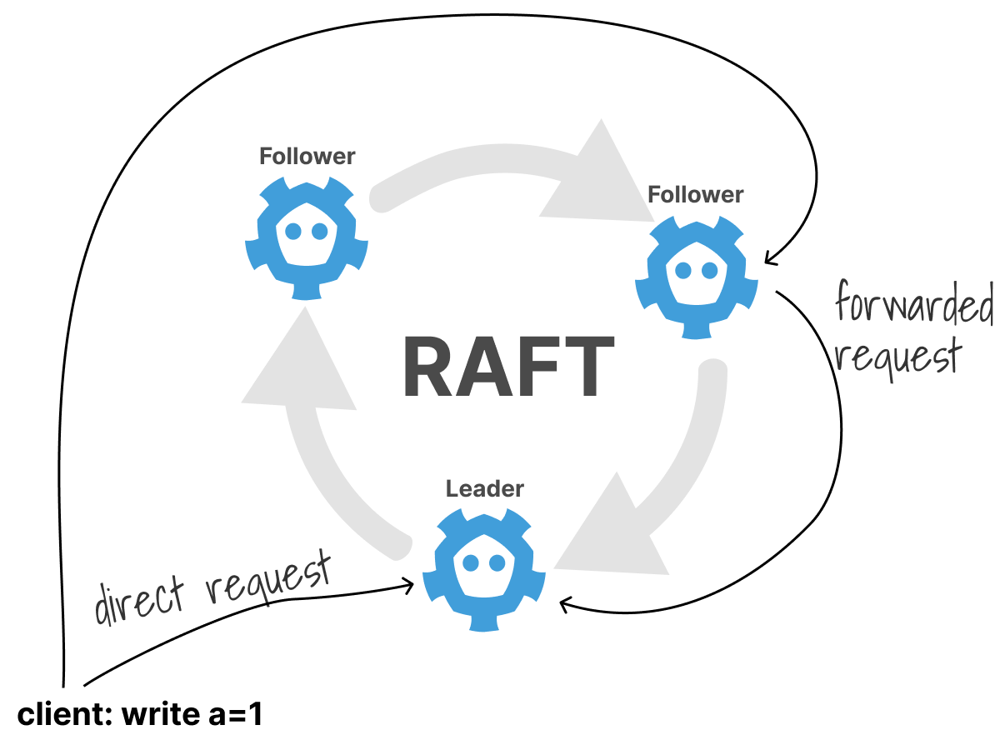 Follower
Follower
forwarded
request
RAFT
Leader
direct request
client: write a=1